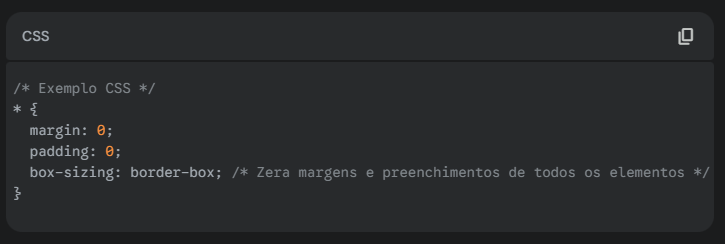 CSS
/* Exemplo CSS */
* {
  margin: 0;
  padding: 0;
  box-sizing: border-box; /* Zera margens e preenchimentos de todos os elementos */
}